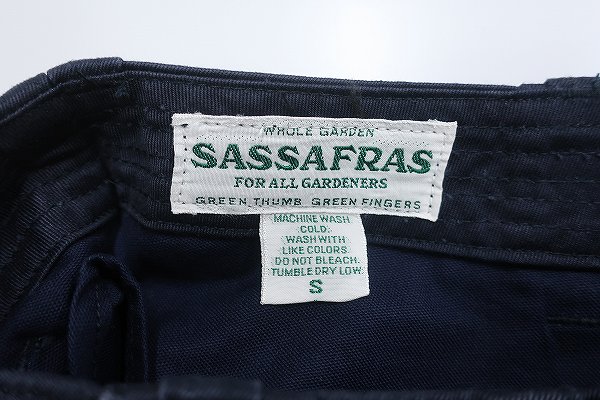 WHOLE GARDEN
SASSAFRAS
FOR ALL GARDENERS
GREEN THUMB GREEN FINGERS
MACHINE WASH
COLD.
WASH WITH
LIKE COLORS.
DO NOT BLEACH.
TUMBLE DRY LOW.
S